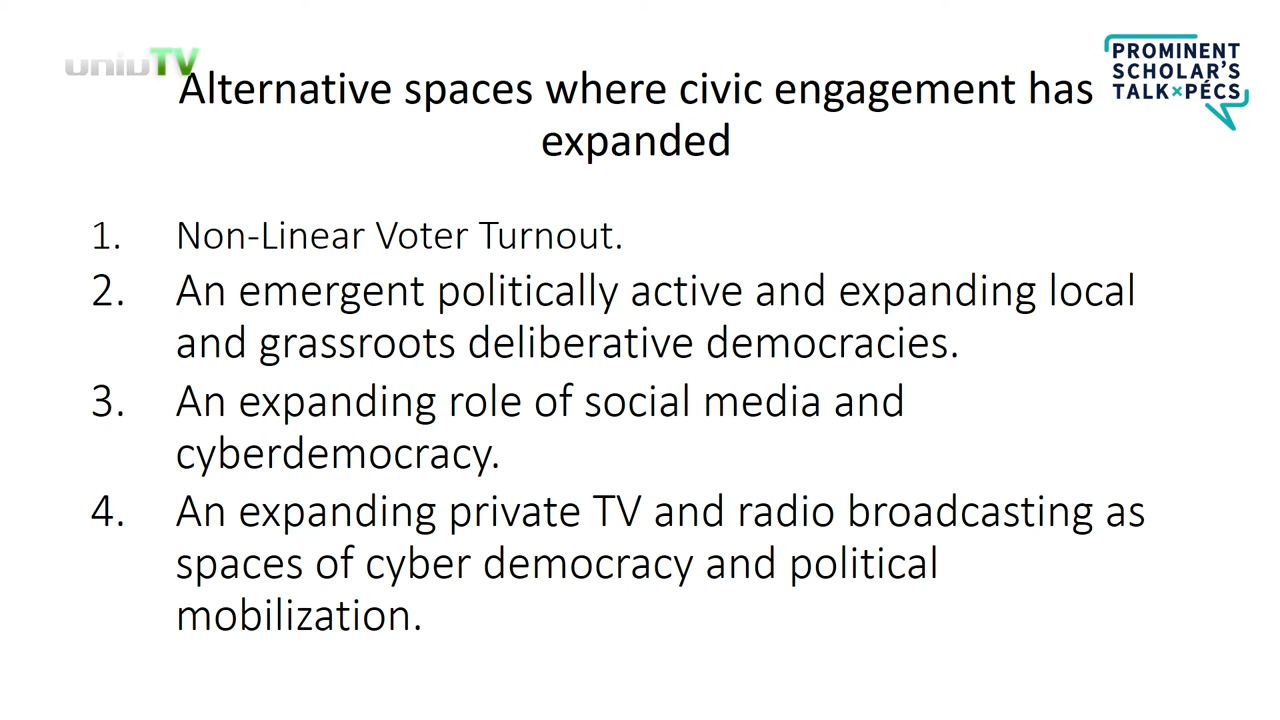 univTV
PROMINENT
SCHOLAR'S
TALK×PÉCS
Alternative spaces where civic engagement has
expanded
1. Non-Linear Voter Turnout.
2. An emergent politically active and expanding local
and grassroots deliberative democracies.
3. An expanding role of social media and
cyberdemocracy.
4. An expanding private TV and radio broadcasting as
spaces of cyber democracy and political
mobilization.